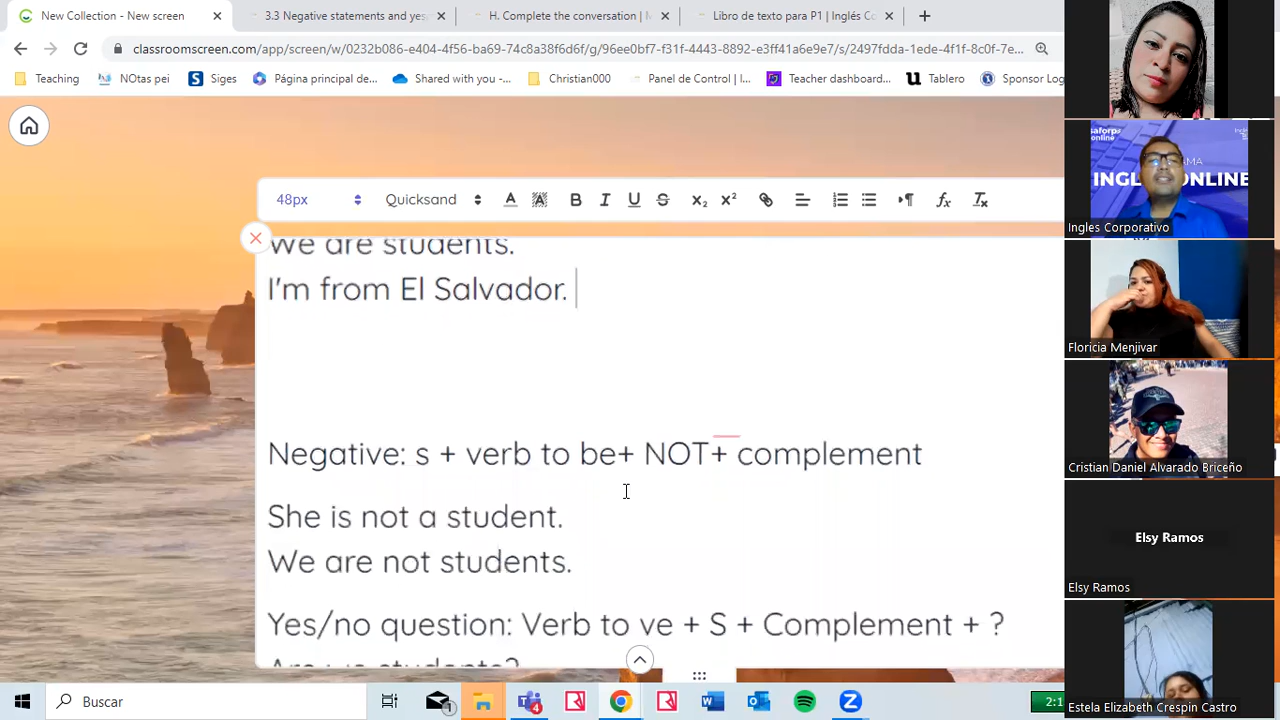 New Collection - New screen
3.3 Negative statements and yes/
H. Complete the conversation | M
Libro de texto para P1 | Inglés C
classroomscreen.com/app/screen/w/0232b086-e404-4f56-ba69-74c8a38f6d6f/g/96ee0bf7-f31f-4443-8892-e3ff41a6e9e7/s/2497fdda-1ede-4f1f-8c0f-7e...
Teaching
NOtas pei
Siges
Página principal de...
Shared with you -...
Christian000
Panel de Control | I...
Teacher dashboard...
Tablero
Sponsor Log
48px
Quicksand
We are students.
I'm from El Salvador.
Negative: s + verb to be+ NOT+ complement
She is not a student.
We are not students.
Yes/no question: Verb to ve + S + Complement + ?
Are we students?
Buscar
INGL ONLINE
Ingles Corporativo
Floricia Menjivar
Cristian Daniel Alvarado Briceño
Elsy Ramos
Elsy Ramos
Estela Elizabeth Crespin Castro